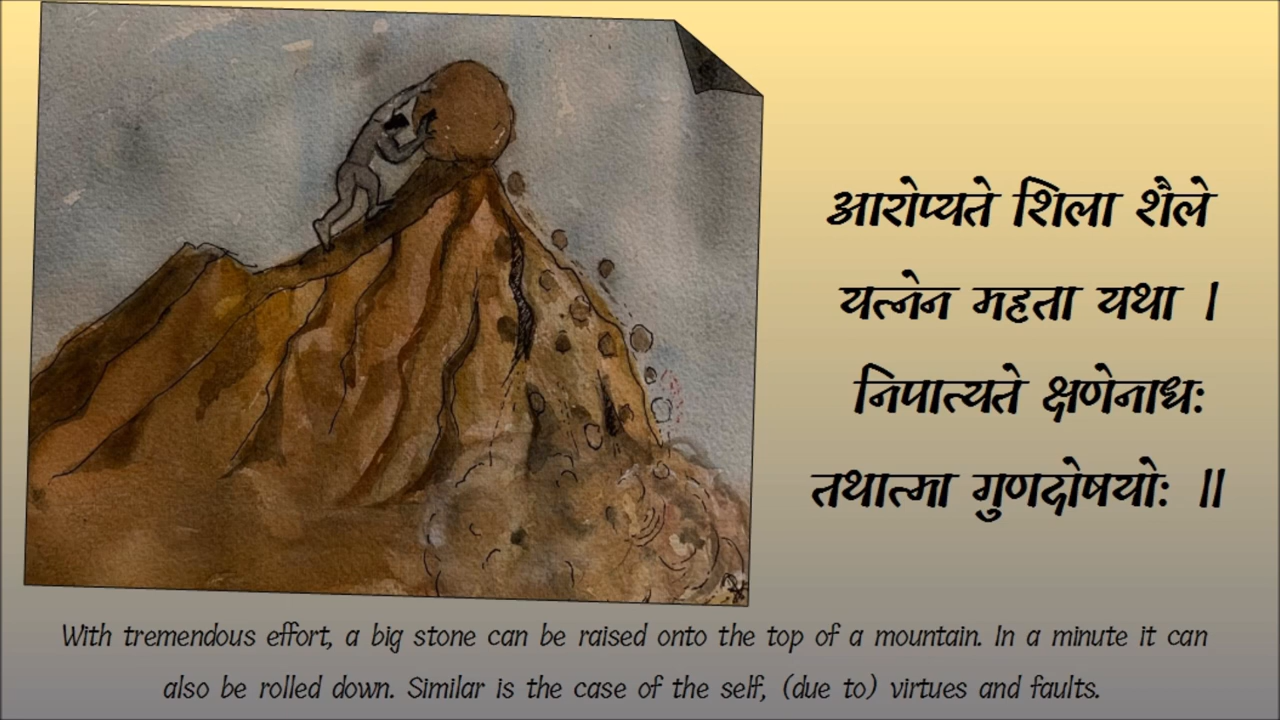 आरोप्यते शिला शैले
यत्नेन महता यथा ।
निपात्यते क्षणेनाधः
तथात्मा गुणदोषयोः ॥
With tremendous effort, a big stone can be raised onto the top of a mountain. In a minute it can
also be rolled down. Similar is the case of the self, (due to) virtues and faults.